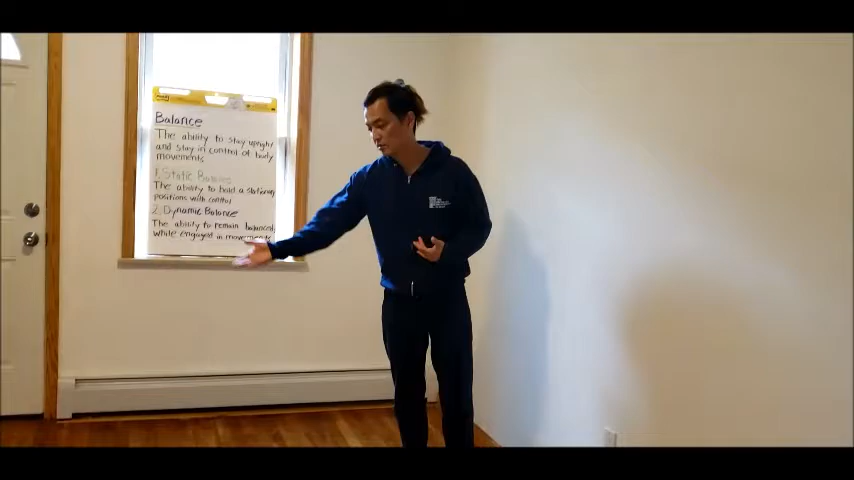 Balance
The ability to stay upright
and stay in control of body
movements
1. Static Balance
The ability to hold a stationary
positions with control
2. Dynamic Balance
The ability to remain balanced
while engaged in movements